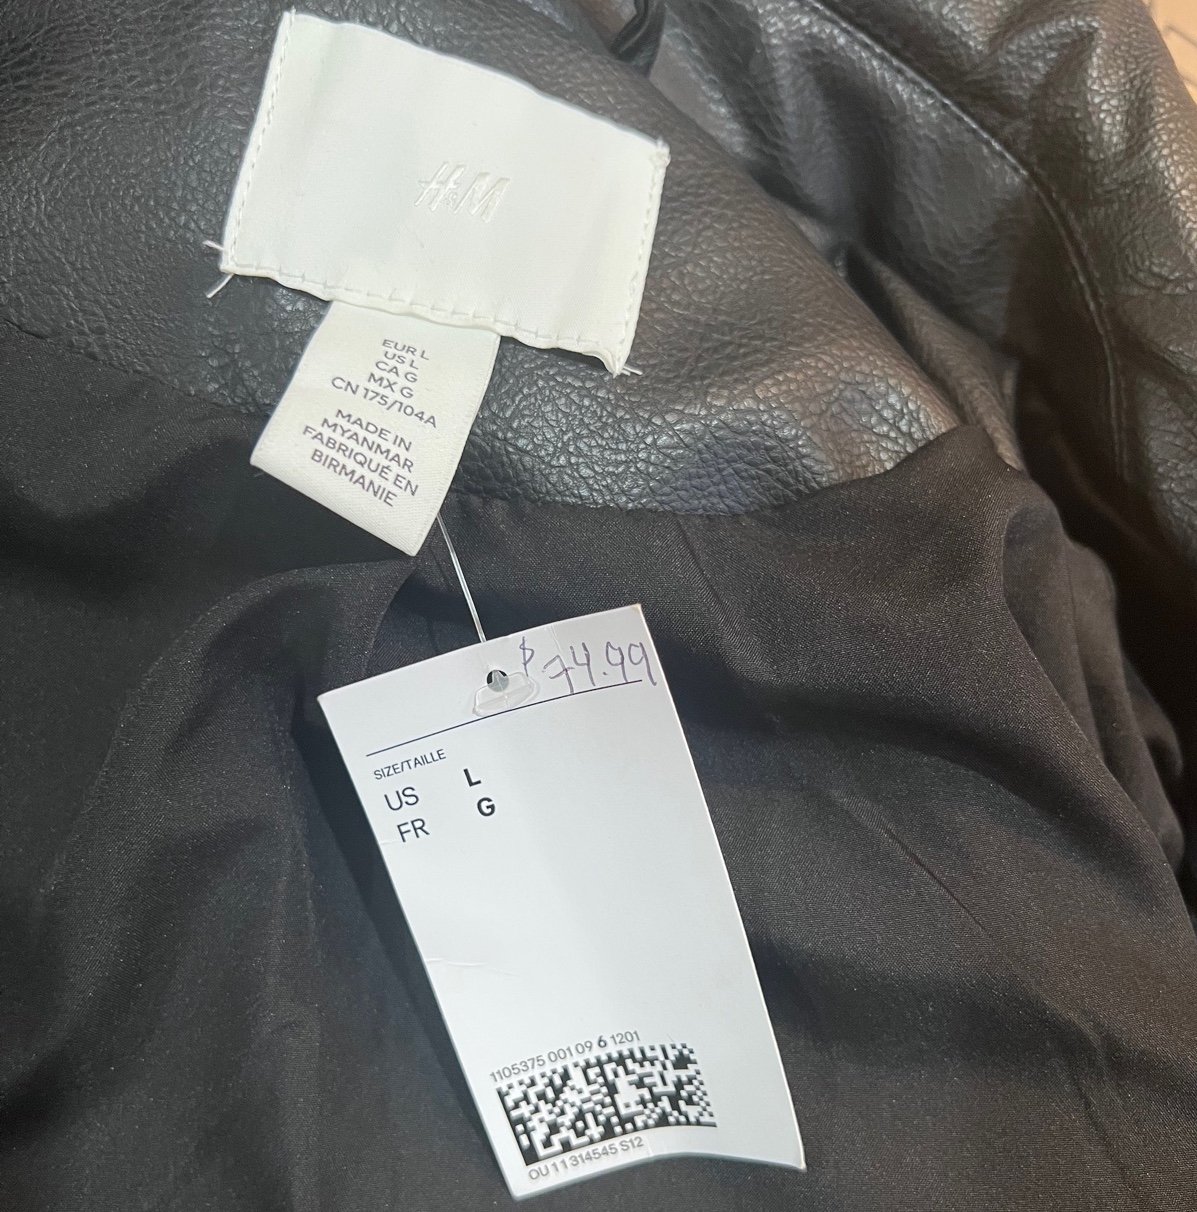 H&M
EUR L
US L
CA G
MX G
CN 175/104A
MADE IN
MYANMAR
FABRIQUÉ EN
BIRMANIE
$74.99
SIZE/TAILLE
US L
FR G
1105375 001 09 6 1201
OU 11 314545 S12